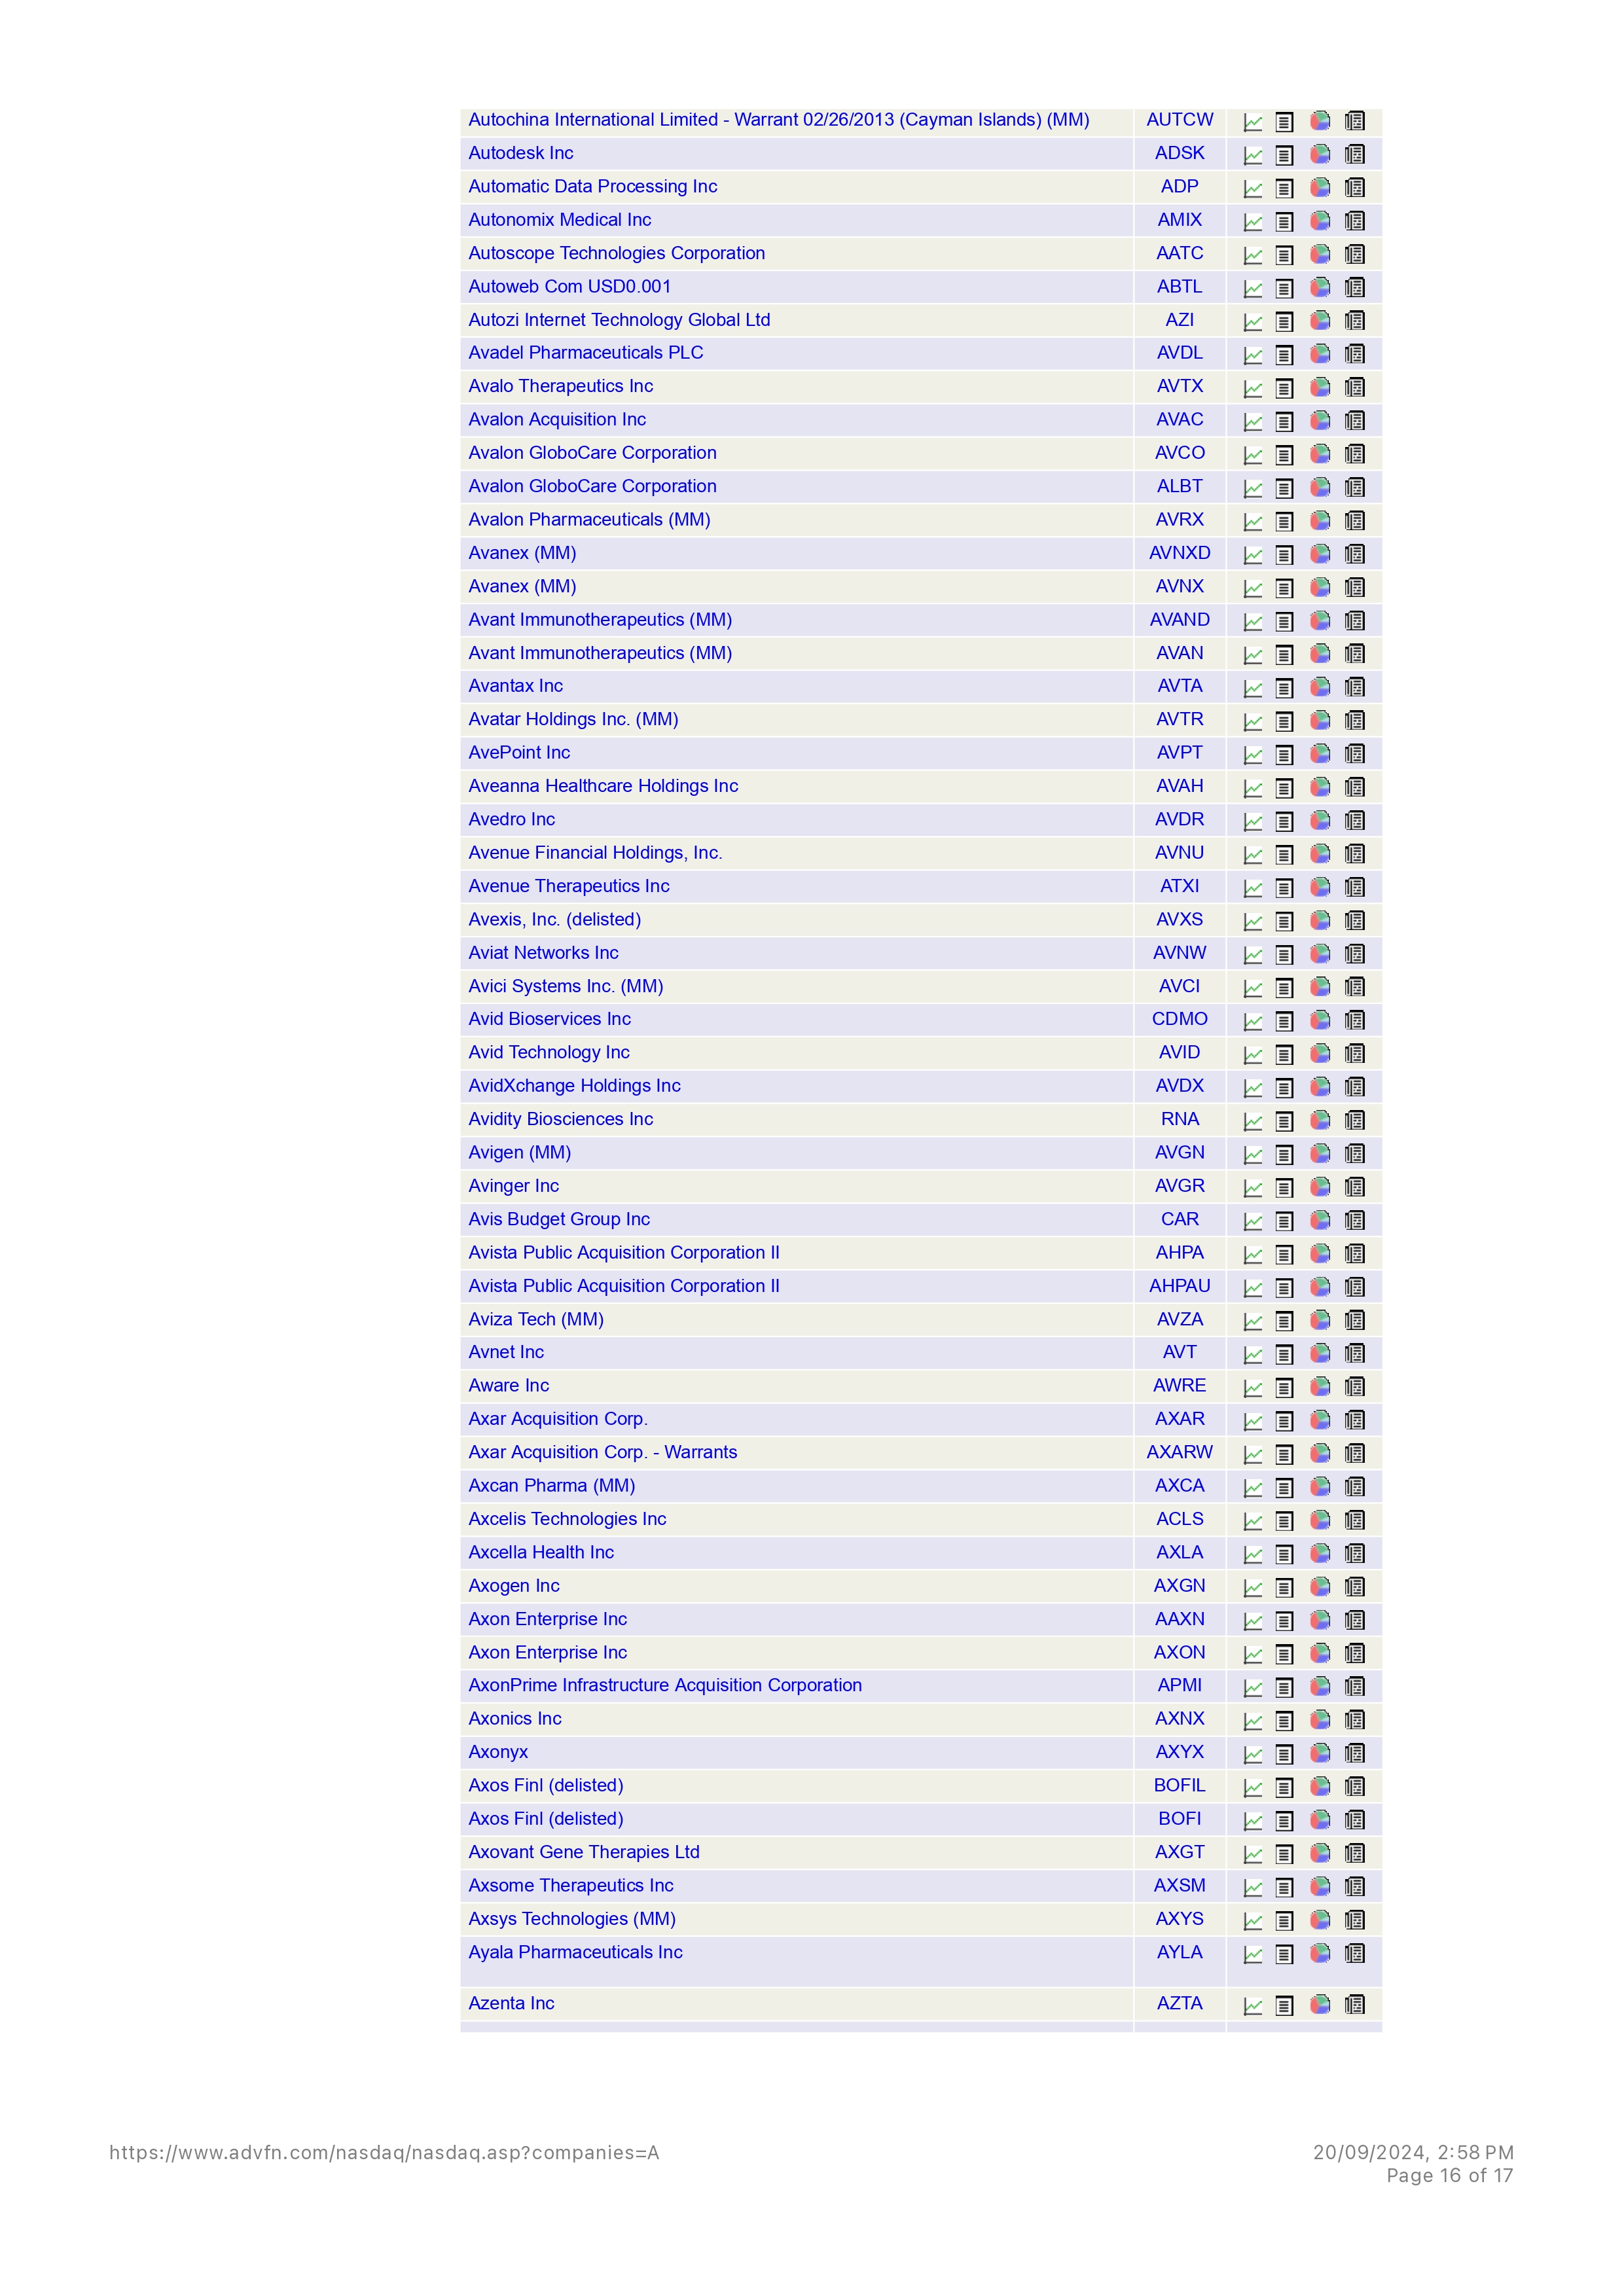 Autochina International Limited - Warrant 02/26/2013 (Cayman Islands) (MM) AUTCW
Autodesk Inc ADSK
Automatic Data Processing Inc ADP
Autonomix Medical Inc AMIX
Autoscope Technologies Corporation AATC
Autoweb Com USD0.001 ABTL
Autozi Internet Technology Global Ltd AZI
Avadel Pharmaceuticals PLC AVDL
Avalo Therapeutics Inc AVTX
Avalon Acquisition Inc AVAC
Avalon GloboCare Corporation AVCO
Avalon GloboCare Corporation ALBT
Avalon Pharmaceuticals (MM) AVRX
Avanex (MM) AVNXD
Avanex (MM) AVNX
Avant Immunotherapeutics (MM) AVAND
Avant Immunotherapeutics (MM) AVAN
Avantax Inc AVTA
Avatar Holdings Inc. (MM) AVTR
AvePoint Inc AVPT
Aveanna Healthcare Holdings Inc AVAH
Avedro Inc AVDR
Avenue Financial Holdings, Inc. AVNU
Avenue Therapeutics Inc ATXI
Avexis, Inc. (delisted) AVXS
Aviat Networks Inc AVNW
Avici Systems Inc. (MM) AVCI
Avid Bioservices Inc CDMO
Avid Technology Inc AVID
AvidXchange Holdings Inc AVDX
Avidity Biosciences Inc RNA
Avigen (MM) AVGN
Avinger Inc AVGR
Avis Budget Group Inc CAR
Avista Public Acquisition Corporation II AHPA
Avista Public Acquisition Corporation II AHPAU
Aviza Tech (MM) AVZA
Avnet Inc AVT
Aware Inc AWRE
Axar Acquisition Corp. AXAR
Axar Acquisition Corp. - Warrants AXARW
Axcan Pharma (MM) AXCA
Axcelis Technologies Inc ACLS
Axcella Health Inc AXLA
Axogen Inc AXGN
Axon Enterprise Inc AAXN
Axon Enterprise Inc AXON
AxonPrime Infrastructure Acquisition Corporation APMI
Axonics Inc AXNX
Axonyx AXYX
Axos Finl (delisted) BOFIL
Axos Finl (delisted) BOFI
Axovant Gene Therapies Ltd AXGT
Axsome Therapeutics Inc AXSM
Axsys Technologies (MM) AXYS
Ayala Pharmaceuticals Inc AYLA
Azenta Inc AZTA
https://www.advfn.com/nasdaq/nasdaq.asp?companies=A 20/09/2024, 2:58 PM
Page 16 of 17